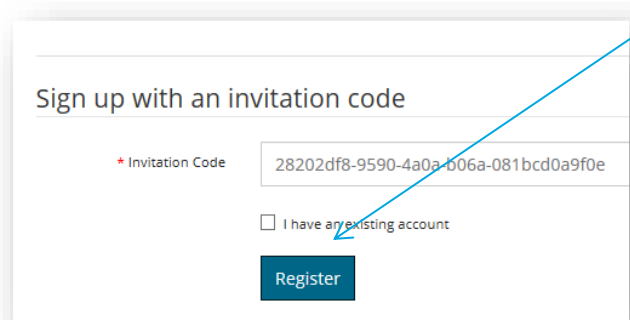 Sign up with an invitation code
* Invitation Code 28202df8-9590-4a0a-b06a-081bcd0a9f0e
I have an existing account
Register